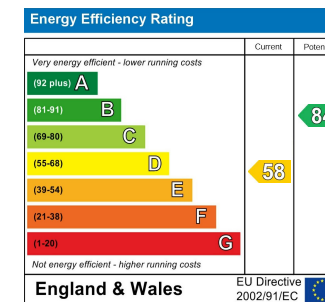 Energy Efficiency Rating
Current
Very energy efficient - lower running costs
(92 plus) A
(81-91) B
84
(69-80) C
(55-68) D
58
(39-54) E
(21-38) F
(1-20) G
Not energy efficient - higher running costs
England & Wales
EU Directive
2002/91/EC